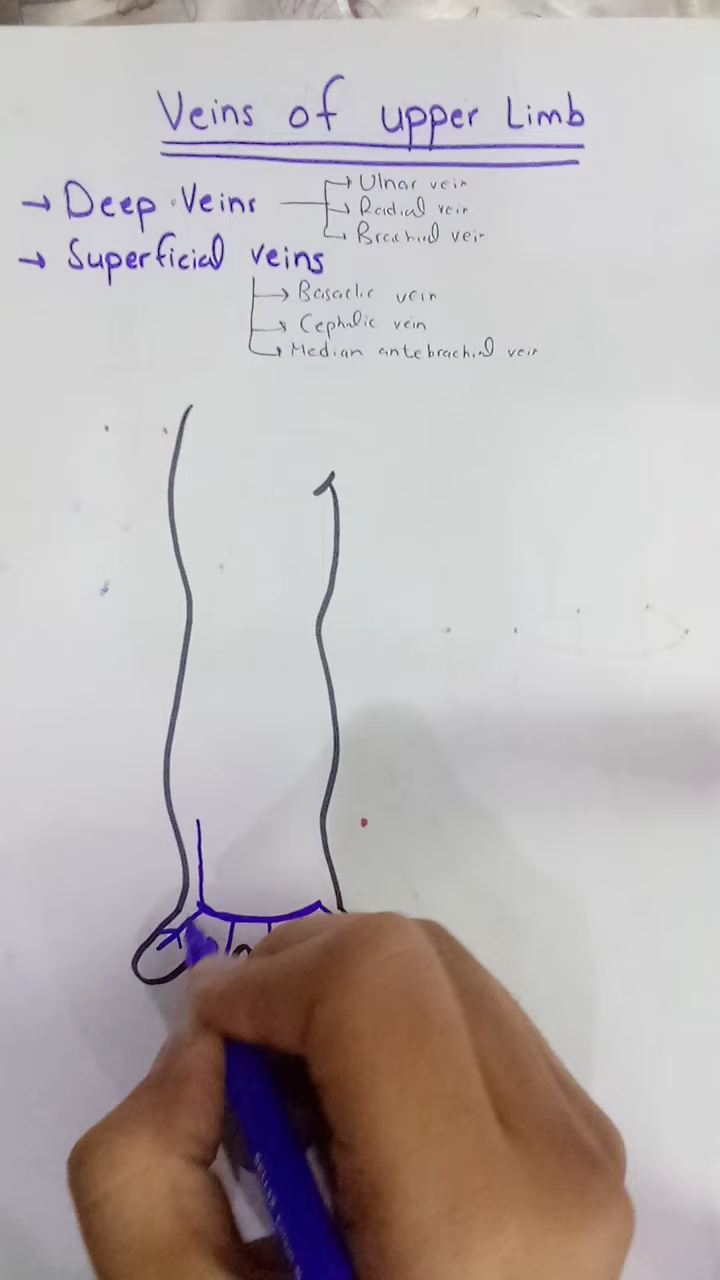 Veins of upper Limb
→ Deep Veins
→ Ulnar vein
→ Radial vein
→ Brachial vein
→ Superficial veins
→ Basaclic vein
→ Cephalic vein
→ Median antebrachial vein